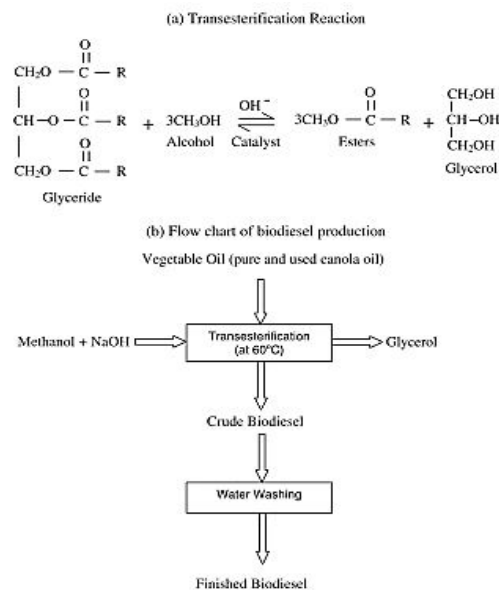 (a) Transesterification Reaction
O
CH₂O — C — R
O
CH — O — C — R + 3CH₃OH OH⁻ 3CH₃O — C — R + CH₂OH
O
Alcohol Catalyst Esters CH—OH
CH₂O — C — R CH₂OH
Glyceride Glycerol
(b) Flow chart of biodiesel production
Vegetable Oil (pure and used canola oil)
Methanol + NaOH
Transesterification
(at 60°C)
Glycerol
Crude Biodiesel
Water Washing
Finished Biodiesel